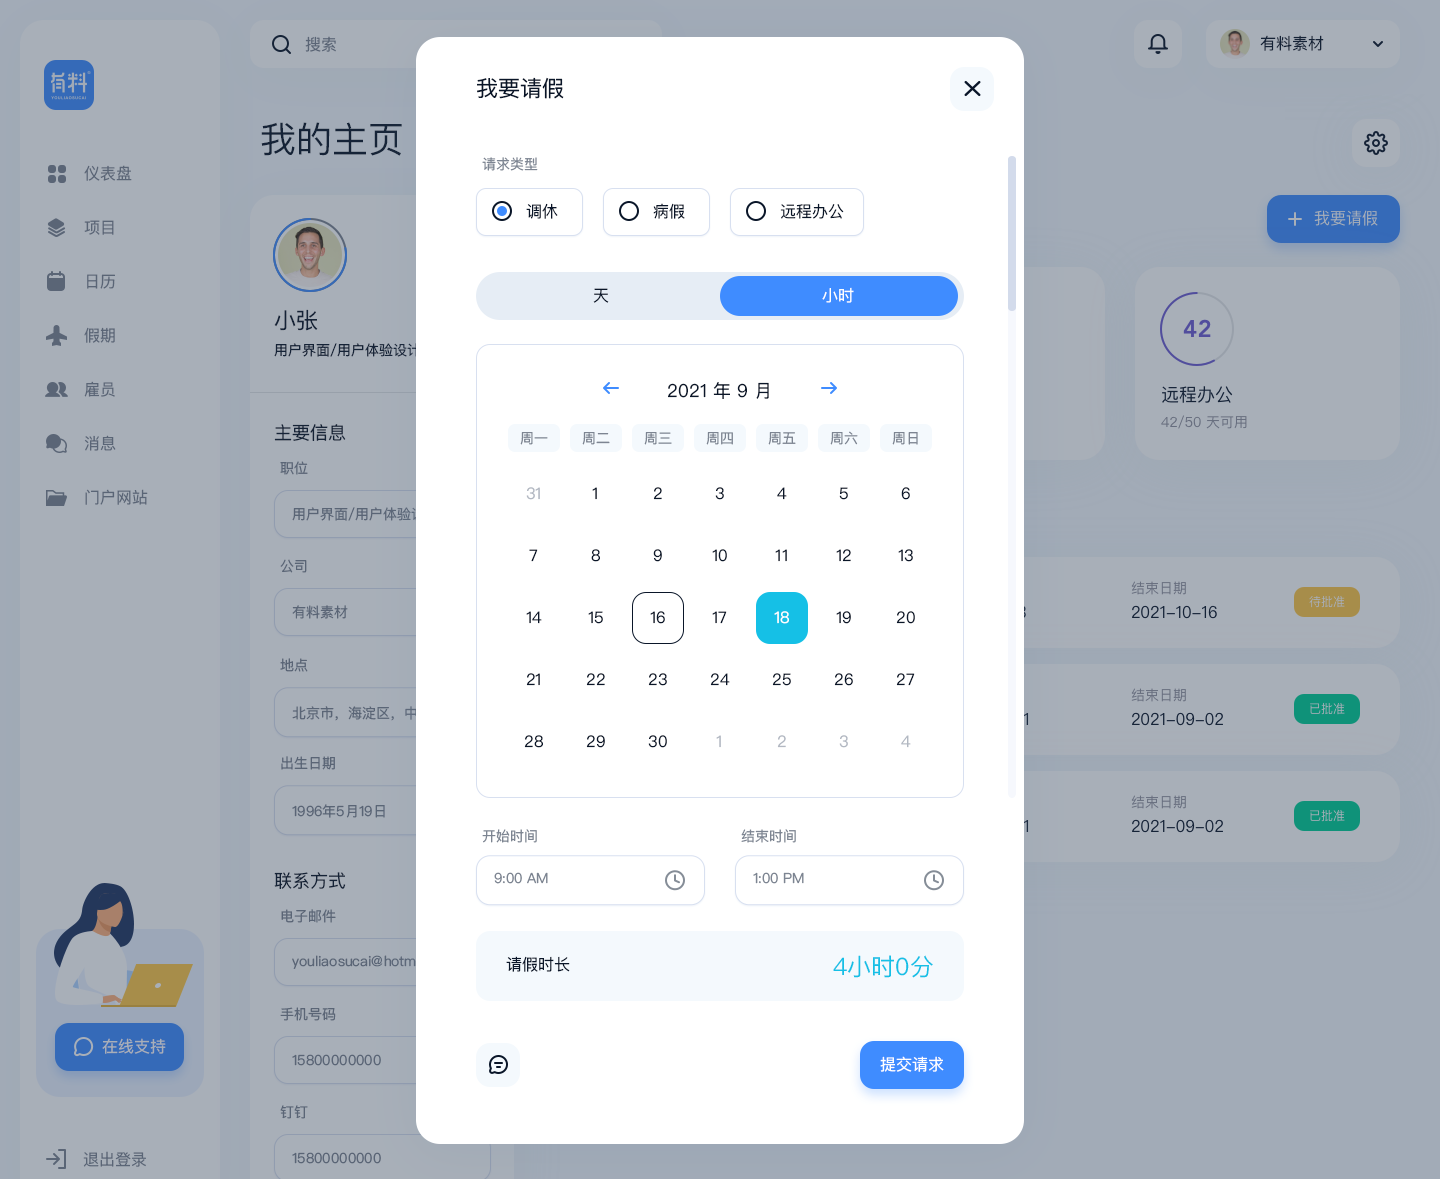 有料
搜索
有料素材
我的主页
仪表盘
项目
日历
假期
雇员
消息
门户网站
在线支持
退出登录
小张
用户界面/用户体验设计
主要信息
职位
用户界面/用户体验
公司
有料素材
地点
北京市，海淀区，中
出生日期
1996年5月19日
联系方式
电子邮件
youliaosucai@hotm
手机号码
15800000000
钉钉
15800000000
我要请假
请求类型
调休 病假 远程办公
天 小时
2021 年 9 月
周一 周二 周三 周四 周五 周六 周日
31 1 2 3 4 5 6
7 8 9 10 11 12 13
14 15 16 17 18 19 20
21 22 23 24 25 26 27
28 29 30 1 2 3 4
开始时间 结束时间
9:00 AM 1:00 PM
请假时长 4小时0分
提交请求
我要请假
42
远程办公
42/50 天可用
结束日期
2021-10-16
待批准
结束日期
1 2021-09-02
已批准
结束日期
1 2021-09-02
已批准